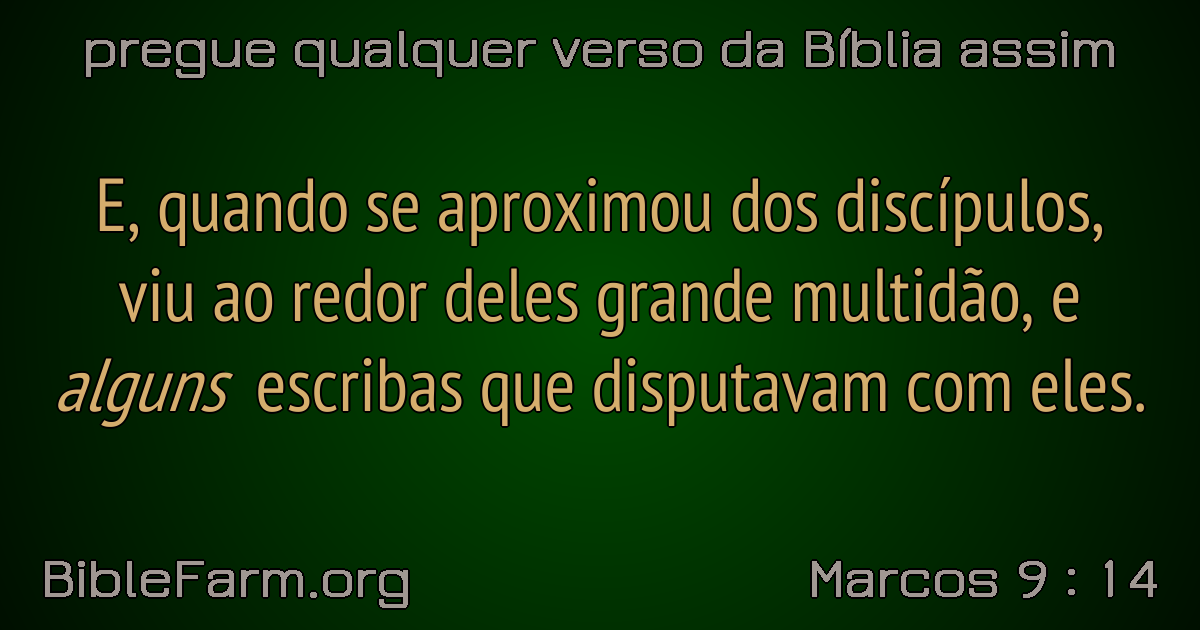 pregue qualquer verso da Bíblia assim
E, quando se aproximou dos discípulos,
viu ao redor deles grande multidão, e
alguns escribas que disputavam com eles.
BibleFarm.org
Marcos 9 : 14